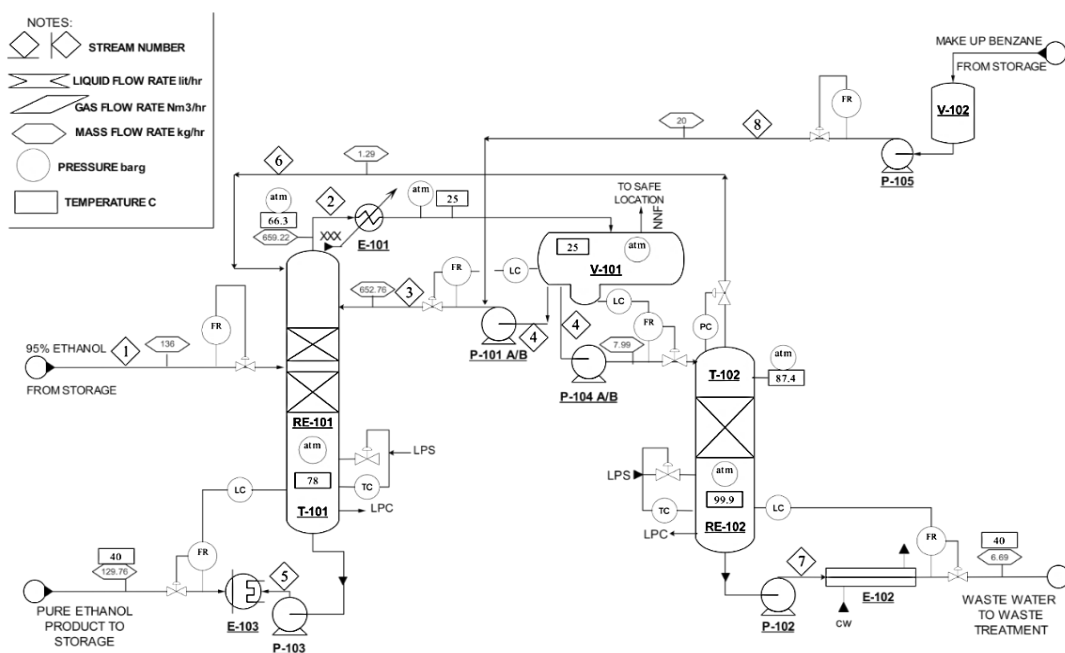 NOTES:
STREAM NUMBER
LIQUID FLOW RATE lit/hr
GAS FLOW RATE Nm3/hr
MASS FLOW RATE kg/hr
PRESSURE barg
TEMPERATURE C
MAKE UP BENZANE
FROM STORAGE
V-102
FR
20
8
P-105
6
1.29
atm
66.3
659.22
2
XXX
E-101
atm
25
TO SAFE
LOCATION
NNF
25
atm
V-101
LC
FR
652.76
3
LC
4
4
P-101 A/B
FR
7.99
P-104 A/B
PC
T-102
atm
87.4
95% ETHANOL
FROM STORAGE
1
136
FR
RE-101
atm
78
T-101
LPS
TC
LPC
LC
FR
40
129.76
PURE ETHANOL
PRODUCT TO
STORAGE
E-103
5
P-103
LPS
TC
LPC
atm
99.9
RE-102
LC
FR
7
P-102
E-102
CW
40
6.69
WASTE WATER
TO WASTE
TREATMENT